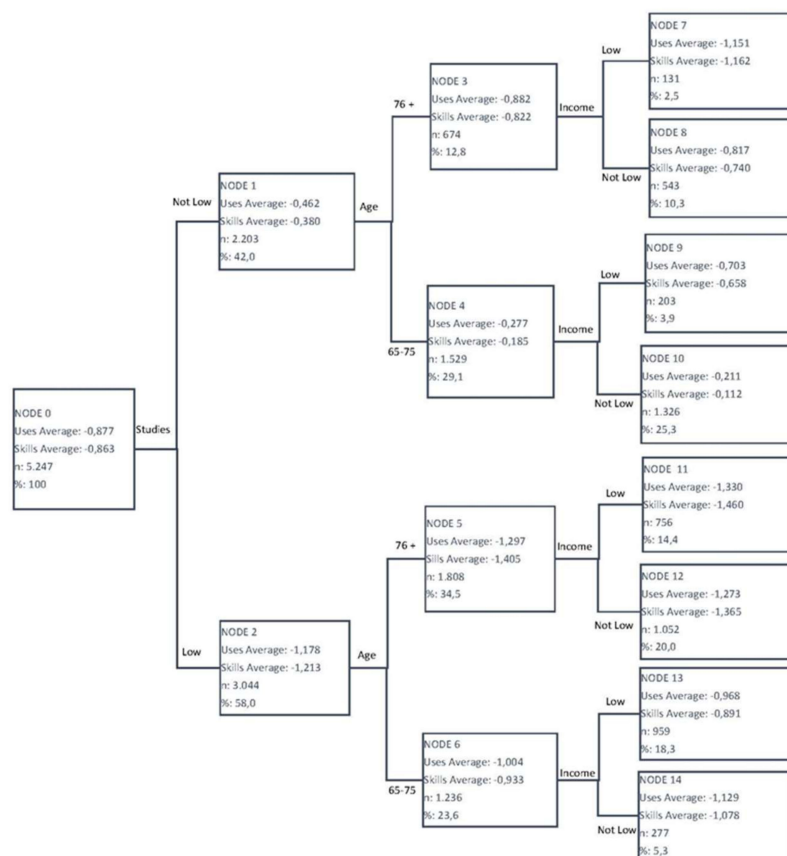 NODE 0
Uses Average: -0,877
Skills Average: -0,863
n: 5.247
%: 100
Studies
Not Low
NODE 1
Uses Average: -0,462
Skills Average: -0,380
n: 2.203
%: 42,0
Age
76 +
NODE 3
Uses Average: -0,882
Skills Average: -0,822
n: 674
%: 12,8
Income
Low
NODE 7
Uses Average: -1,151
Skills Average: -1,162
n: 131
%: 2,5
Not Low
NODE 8
Uses Average: -0,817
Skills Average: -0,740
n: 543
%: 10,3
65-75
NODE 4
Uses Average: -0,277
Skills Average: -0,185
n: 1.529
%: 29,1
Income
Low
NODE 9
Uses Average: -0,703
Skills Average: -0,658
n: 203
%: 3,9
Not Low
NODE 10
Uses Average: -0,211
Skills Average: -0,112
n: 1.326
%: 25,3
Low
NODE 2
Uses Average: -1,178
Skills Average: -1,213
n: 3.044
%: 58,0
Age
76 +
NODE 5
Uses Average: -1,297
Sills Average: -1,405
n: 1.808
%: 34,5
Income
Low
NODE 11
Uses Average: -1,330
Skills Average: -1,460
n: 756
%: 14,4
Not Low
NODE 12
Uses Average: -1,273
Skills Average: -1,365
n: 1.052
%: 20,0
65-75
NODE 6
Uses Average: -1,004
Skills Average: -0,933
n: 1.236
%: 23,6
Income
Low
NODE 13
Uses Average: -0,968
Skills Average: -0,891
n: 959
%: 18,3
Not Low
NODE 14
Uses Average: -1,129
Skills Average: -1,078
n: 277
%: 5,3